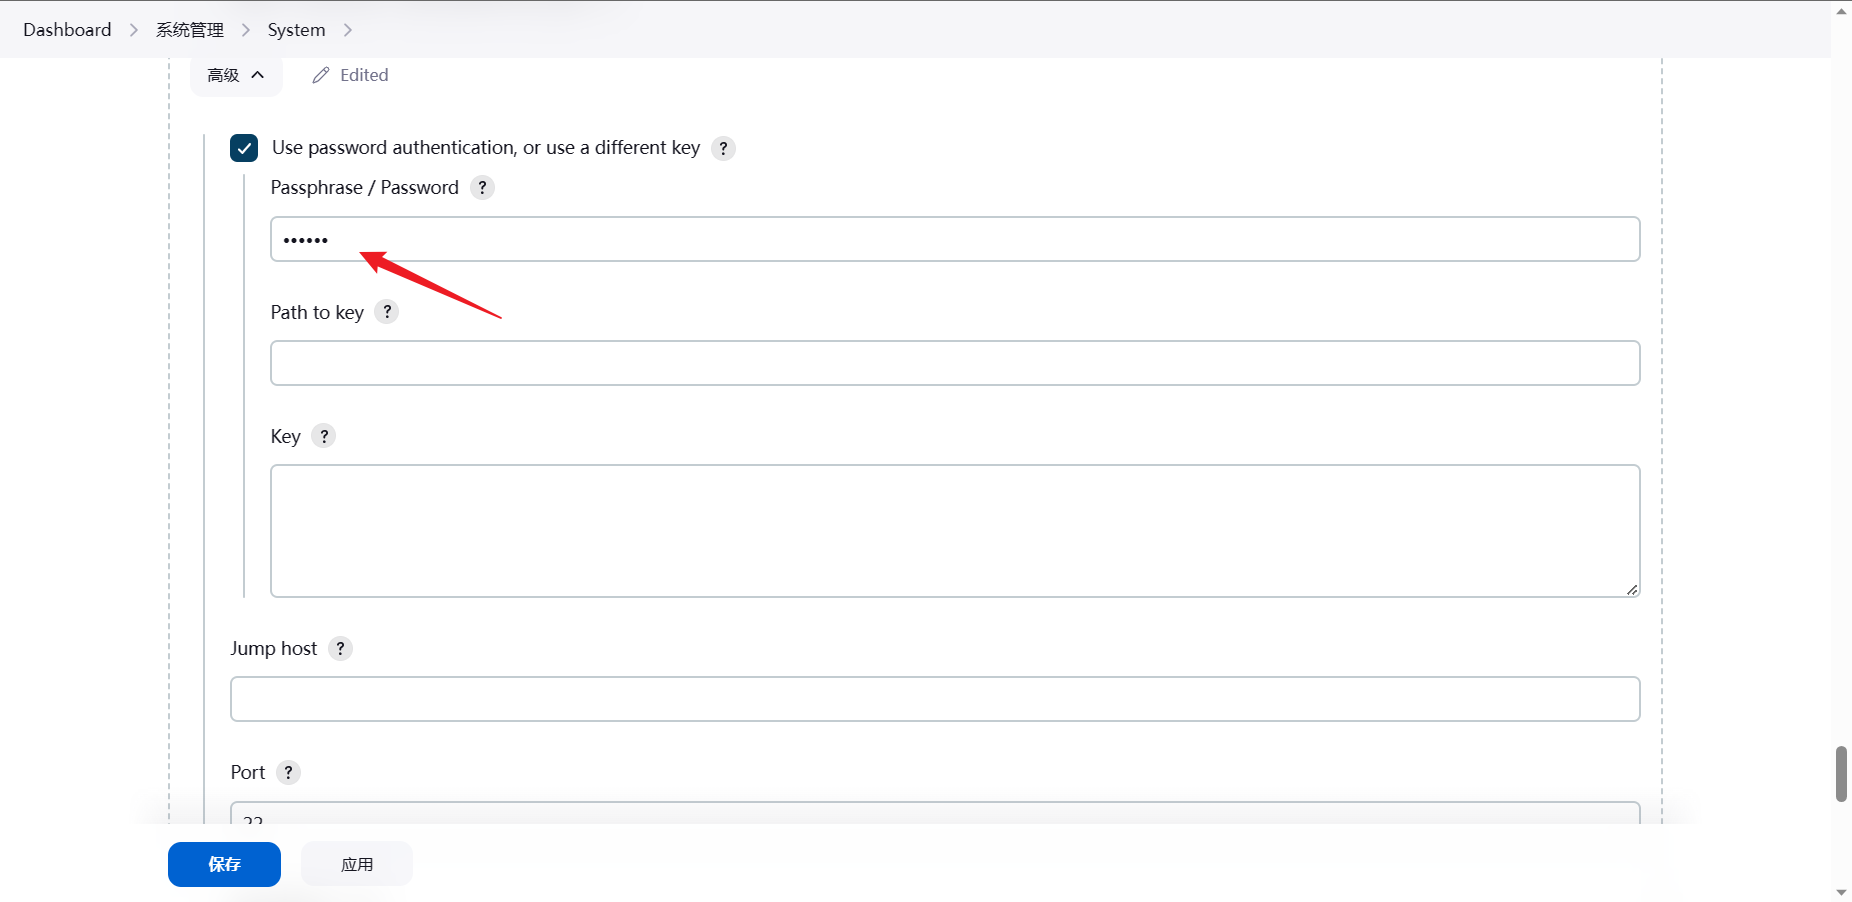 Dashboard > 系统管理 > System >
高级 Edited
Use password authentication, or use a different key ?
Passphrase / Password ?
••••••
Path to key ?
Key ?
Jump host ?
Port ?
22
保存 应用